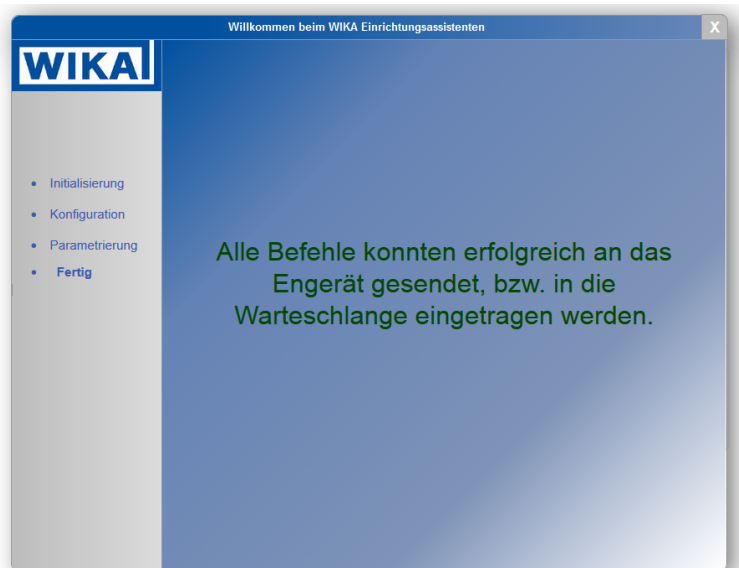 Willkommen beim WIKA Einrichtungsassistenten
X
WIKA
Initialisierung
Konfiguration
Parametrierung
Fertig
Alle Befehle konnten erfolgreich an das
Engerät gesendet, bzw. in die
Warteschlange eingetragen werden.